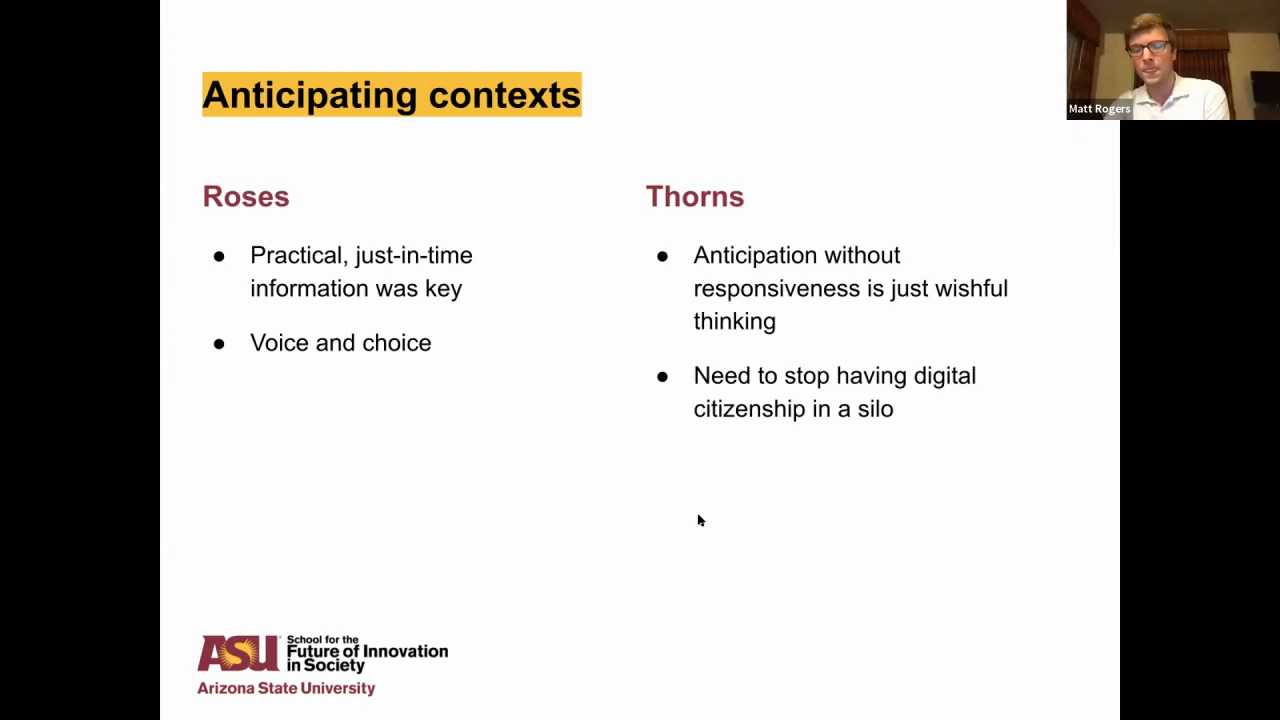 Anticipating contexts
Matt Rogers
Roses
● Practical, just-in-time
information was key
● Voice and choice
Thorns
● Anticipation without
responsiveness is just wishful
thinking
● Need to stop having digital
citizenship in a silo
ASU
School for the
Future of Innovation
in Society
Arizona State University